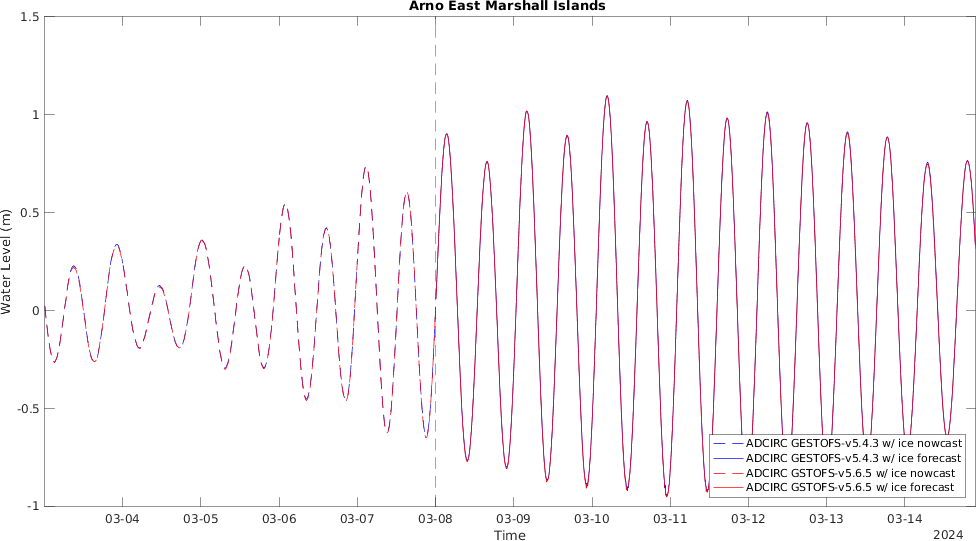 Arno East Marshall Islands
1.5
1
0.5
0
-0.5
-1
Water Level (m)
ADCIRC GESTOFS-v5.4.3 w/ ice nowcast
ADCIRC GESTOFS-v5.4.3 w/ ice forecast
ADCIRC GSTOFS-v5.6.5 w/ ice nowcast
ADCIRC GSTOFS-v5.6.5 w/ ice forecast
03-04 03-05 03-06 03-07 03-08 03-09 03-10 03-11 03-12 03-13 03-14
Time 2024